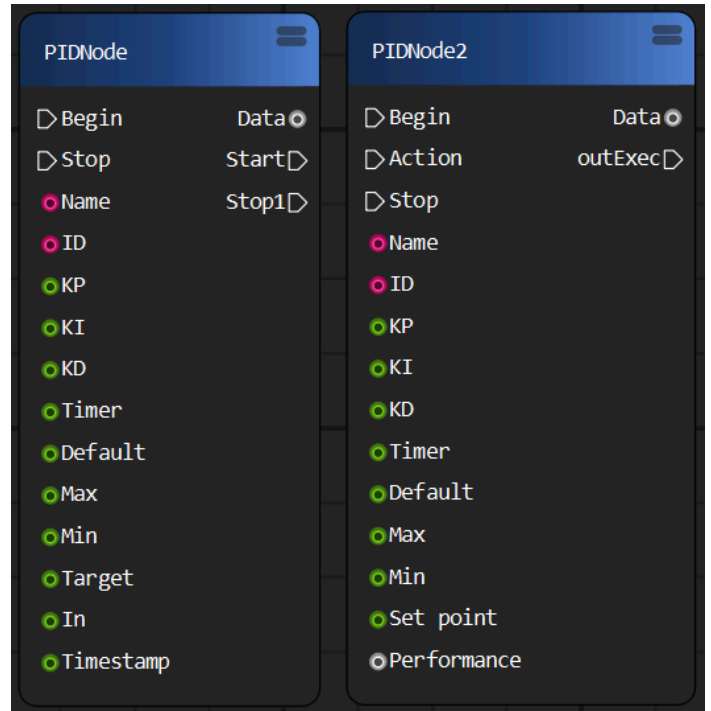 PIDNode
Begin Data
Stop Start
Name Stop1
ID
KP
KI
KD
Timer
Default
Max
Min
Target
In
Timestamp
PIDNode2
Begin Data
Action outExec
Stop
Name
ID
KP
KI
KD
Timer
Default
Max
Min
Set point
Performance